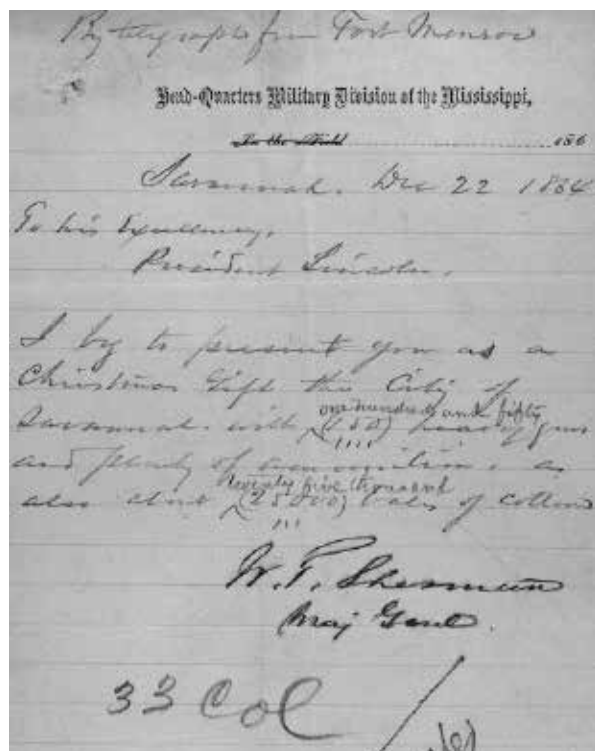 By telegraph from Fort Monroe
Head-Quarters Military Division of the Mississippi,
In the Field 186
Savannah. Dec 22 1864
To his Excellency,
President Lincoln.
I beg to present you as a
Christmas Gift the City of
one hundred and fifty
Savannah. with (150) heavy guns
and plenty of ammunition. as
twenty five thousand
also about (25000) bales of cotton
W. T. Sherman
Maj Genl.
33 Col